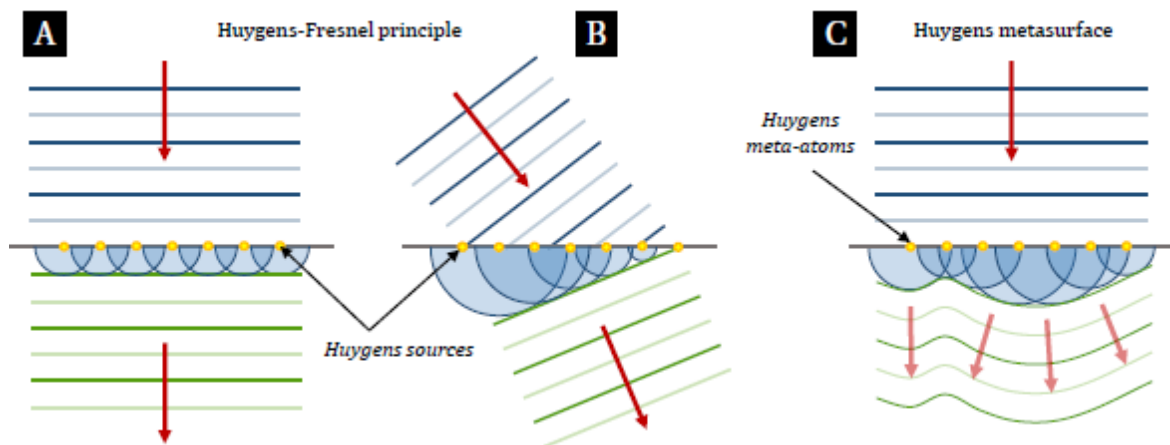 A
Huygens-Fresnel principle
B
C
Huygens metasurface
Huygens
meta-atoms
Huygens sources